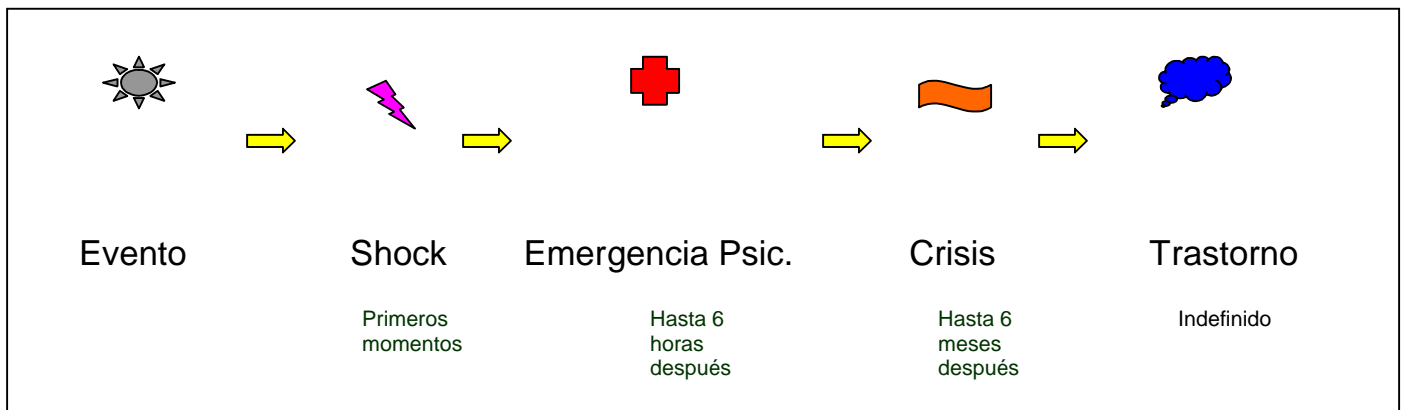 Evento
Shock
Emergencia Psic.
Crisis
Trastorno
Primeros
momentos
Hasta 6
horas
después
Hasta 6
meses
después
Indefinido